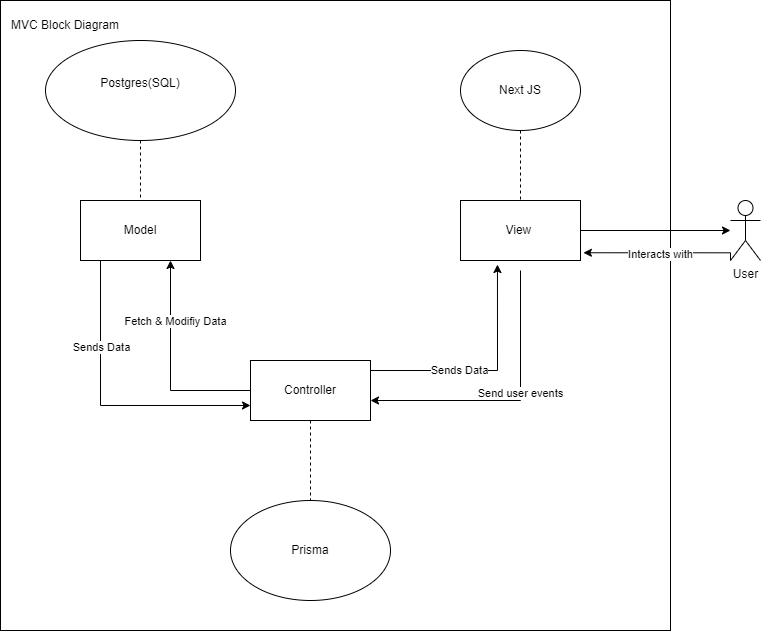 MVC Block Diagram
Postgres(SQL)
Next JS
Model
View
Interacts with
User
Fetch & Modifiy Data
Sends Data
Sends Data
Controller
Send user events
Prisma